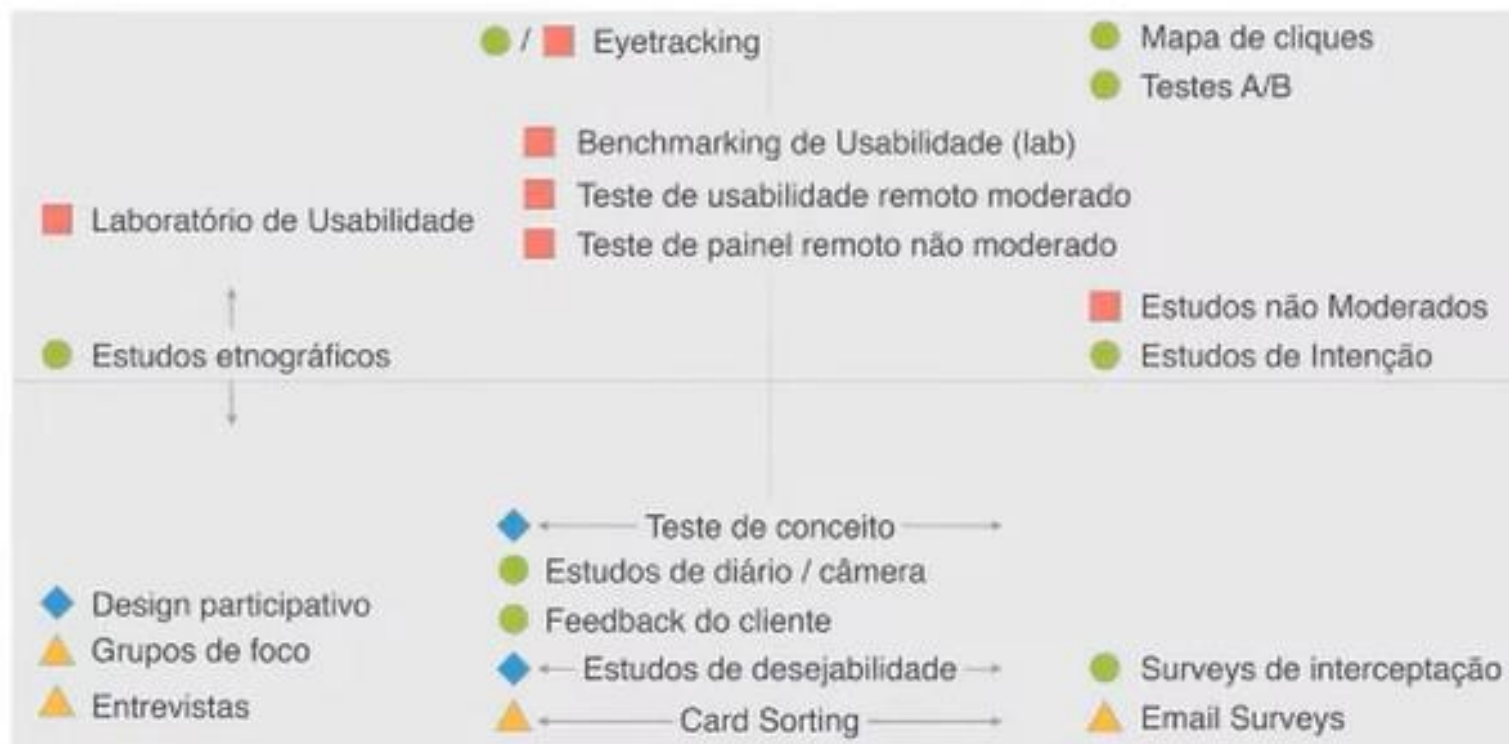 / Eyetracking
Mapa de cliques
Testes A/B
Benchmarking de Usabilidade (lab)
Teste de usabilidade remoto moderado
Laboratório de Usabilidade
Teste de painel remoto não moderado
Estudos não Moderados
Estudos etnográficos
Estudos de Intenção
Teste de conceito
Estudos de diário / câmera
Design participativo
Feedback do cliente
Grupos de foco
Estudos de desejabilidade
Surveys de interceptação
Entrevistas
Card Sorting
Email Surveys